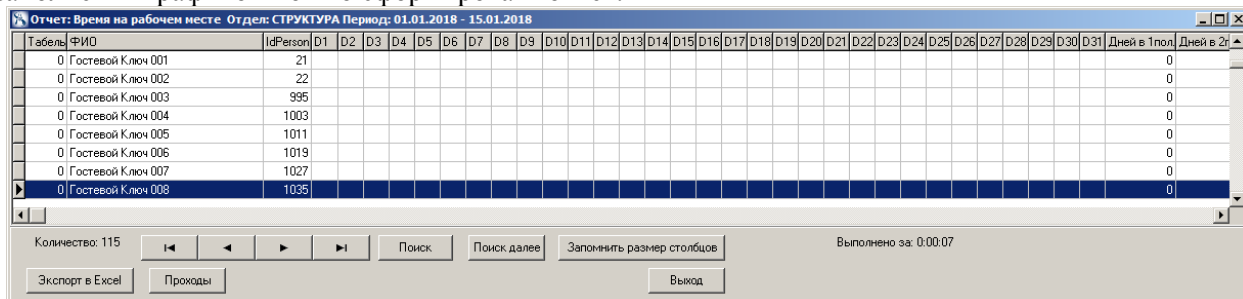 Отчет: Время на рабочем месте Отдел: СТРУКТУРА Период: 01.01.2018 - 15.01.2018
Табель ФИО IdPerson D1 D2 D3 D4 D5 D6 D7 D8 D9 D10 D11 D12 D13 D14 D15 D16 D17 D18 D19 D20 D21 D22 D23 D24 D25 D26 D27 D28 D29 D30 D31 Дней в 1пол. Дней в 2п
0 Гостевой Ключ 001 21 0
0 Гостевой Ключ 002 22 0
0 Гостевой Ключ 003 995 0
0 Гостевой Ключ 004 1003 0
0 Гостевой Ключ 005 1011 0
0 Гостевой Ключ 006 1019 0
0 Гостевой Ключ 007 1027 0
0 Гостевой Ключ 008 1035 0
Количество: 115 Поиск Поиск далее Запомнить размер столбцов Выполнено за: 0:00:07
Экспорт в Excel Проходы Выход